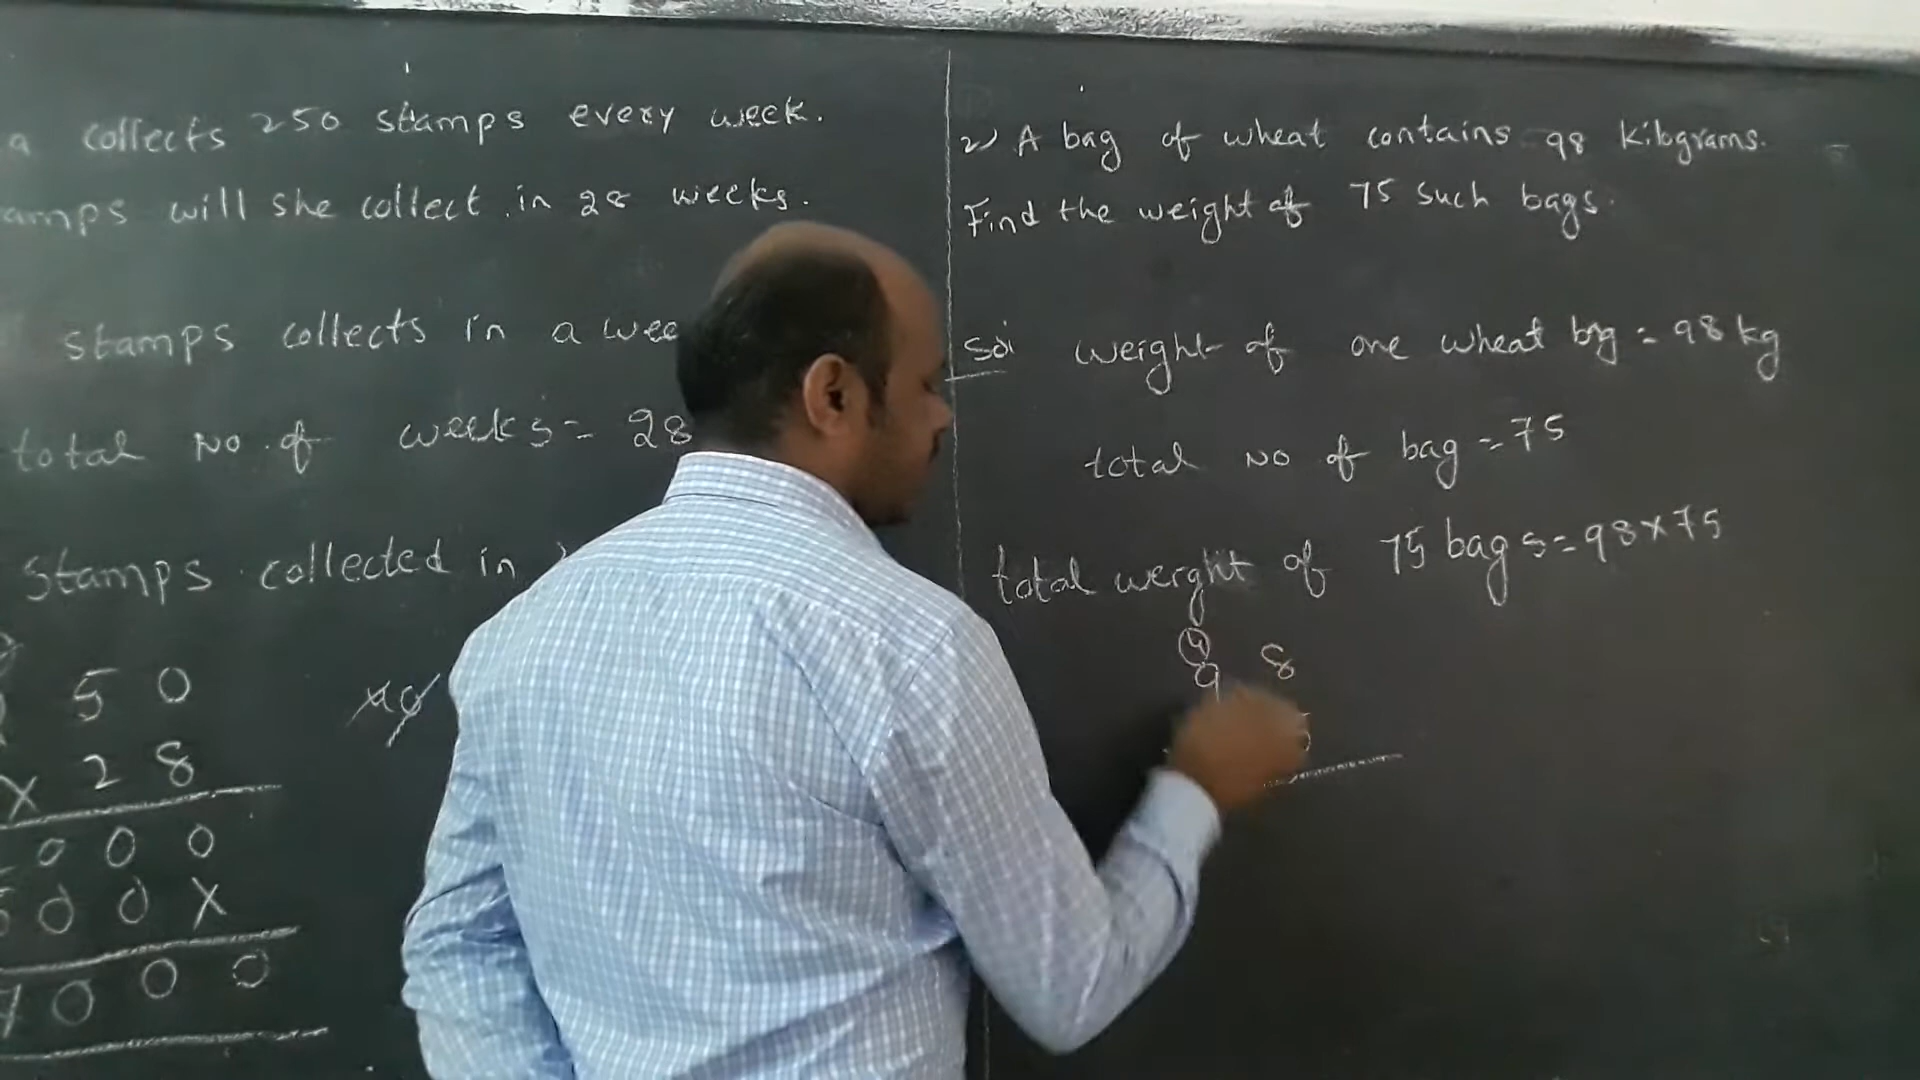 a collects 250 stamps every week.
amps will she collect in 28 weeks.
stamps collects in a wee
total No. of weeks = 28
stamps collected in
5 0
x 2 8
0 0 0
5 0 0 x
7 0 0 0
2) A bag of wheat contains 98 kilograms.
Find the weight of 75 such bags.
Sol weight of one wheat bag = 98 kg
total No of bag = 75
total weight of 75 bags = 98 x 75
4
9 8
5